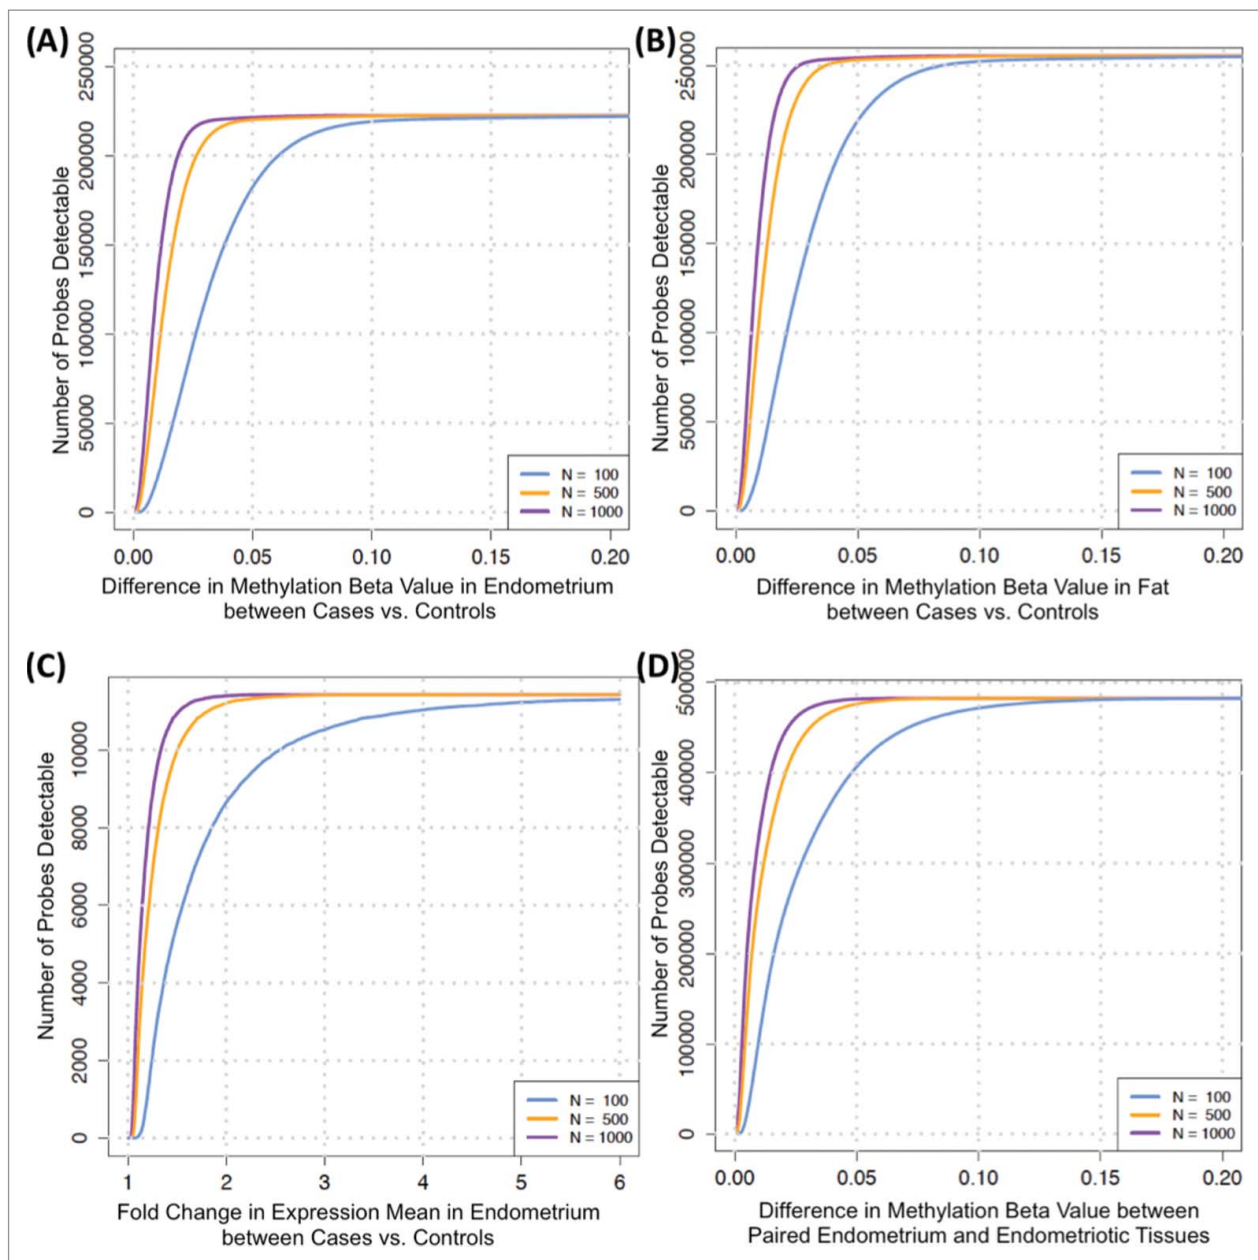 (A)
Number of Probes Detectable
250000
200000
150000
100000
50000
0
N = 100
N = 500
N = 1000
0.00 0.05 0.10 0.15 0.20
Difference in Methylation Beta Value in Endometrium
between Cases vs. Controls
(B)
Number of Probes Detectable
250000
200000
150000
100000
50000
0
N = 100
N = 500
N = 1000
0.00 0.05 0.10 0.15 0.20
Difference in Methylation Beta Value in Fat
between Cases vs. Controls
(C)
Number of Probes Detectable
10000
8000
6000
4000
2000
0
N = 100
N = 500
N = 1000
1 2 3 4 5 6
Fold Change in Expression Mean in Endometrium
between Cases vs. Controls
(D)
Number of Probes Detectable
500000
400000
300000
200000
100000
0
N = 100
N = 500
N = 1000
0.00 0.05 0.10 0.15 0.20
Difference in Methylation Beta Value between
Paired Endometrium and Endometriotic Tissues